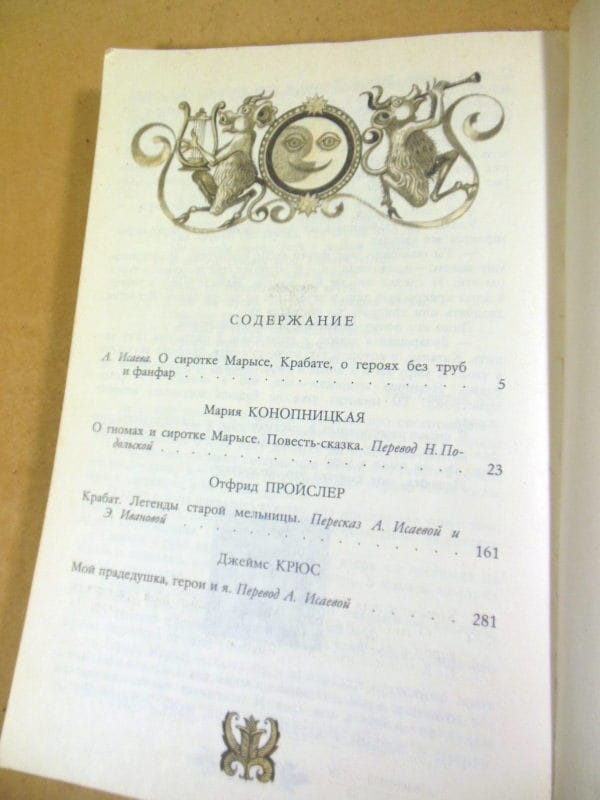 СОДЕРЖАНИЕ
А. Исаева. О сиротке Марысе, Крабате, о героях без труб
и фанфар . . . . . . . . . . . . . . . . 5
Мария КОНОПНИЦКАЯ
О гномах и сиротке Марысе. Повесть-сказка. Перевод Н. По-
дольской . . . . . . . . . . . . . . . . 23
Отфрид ПРОЙСЛЕР
Крабат. Легенды старой мельницы. Пересказ А. Исаевой и
Э. Ивановой . . . . . . . . . . . . . . . 161
Джеймс КРЮС
Мой прадедушка, герои и я. Перевод А. Исаевой . . . . . . 281